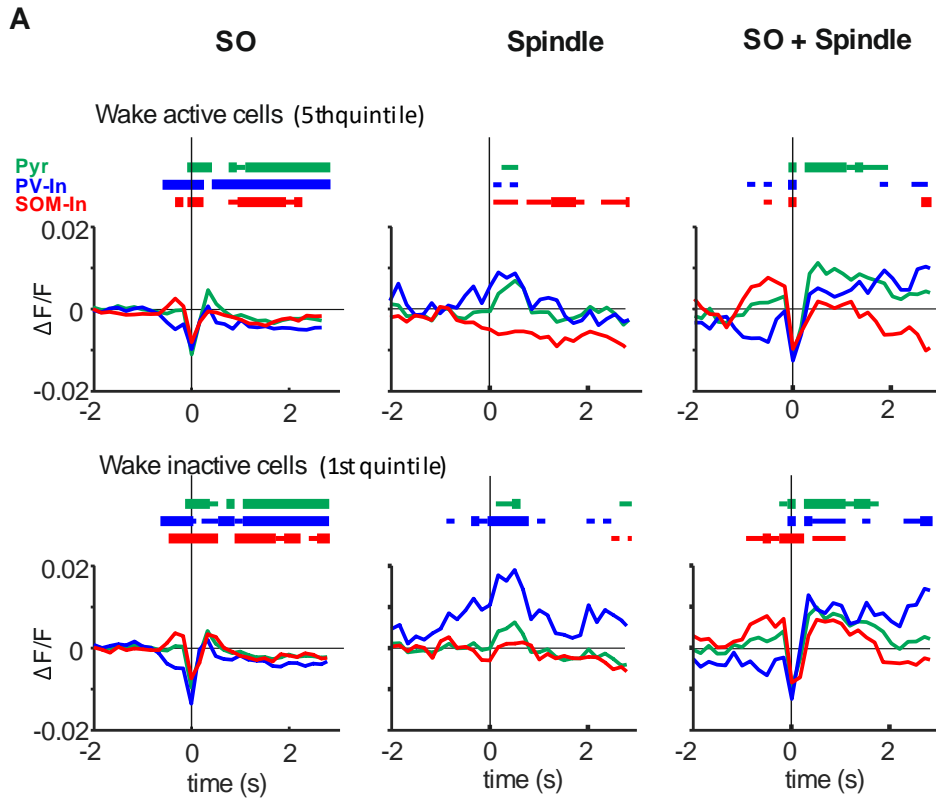 A
SO Spindle SO + Spindle
Wake active cells (5thquintile)
Pyr
PV-In
SOM-In
0.02
0
-0.02
ΔF/F
-2 0 2 -2 0 2 -2 0 2
Wake inactive cells (1st quintile)
0.02
0
-0.02
ΔF/F
-2 0 2 -2 0 2 -2 0 2
time (s) time (s) time (s)